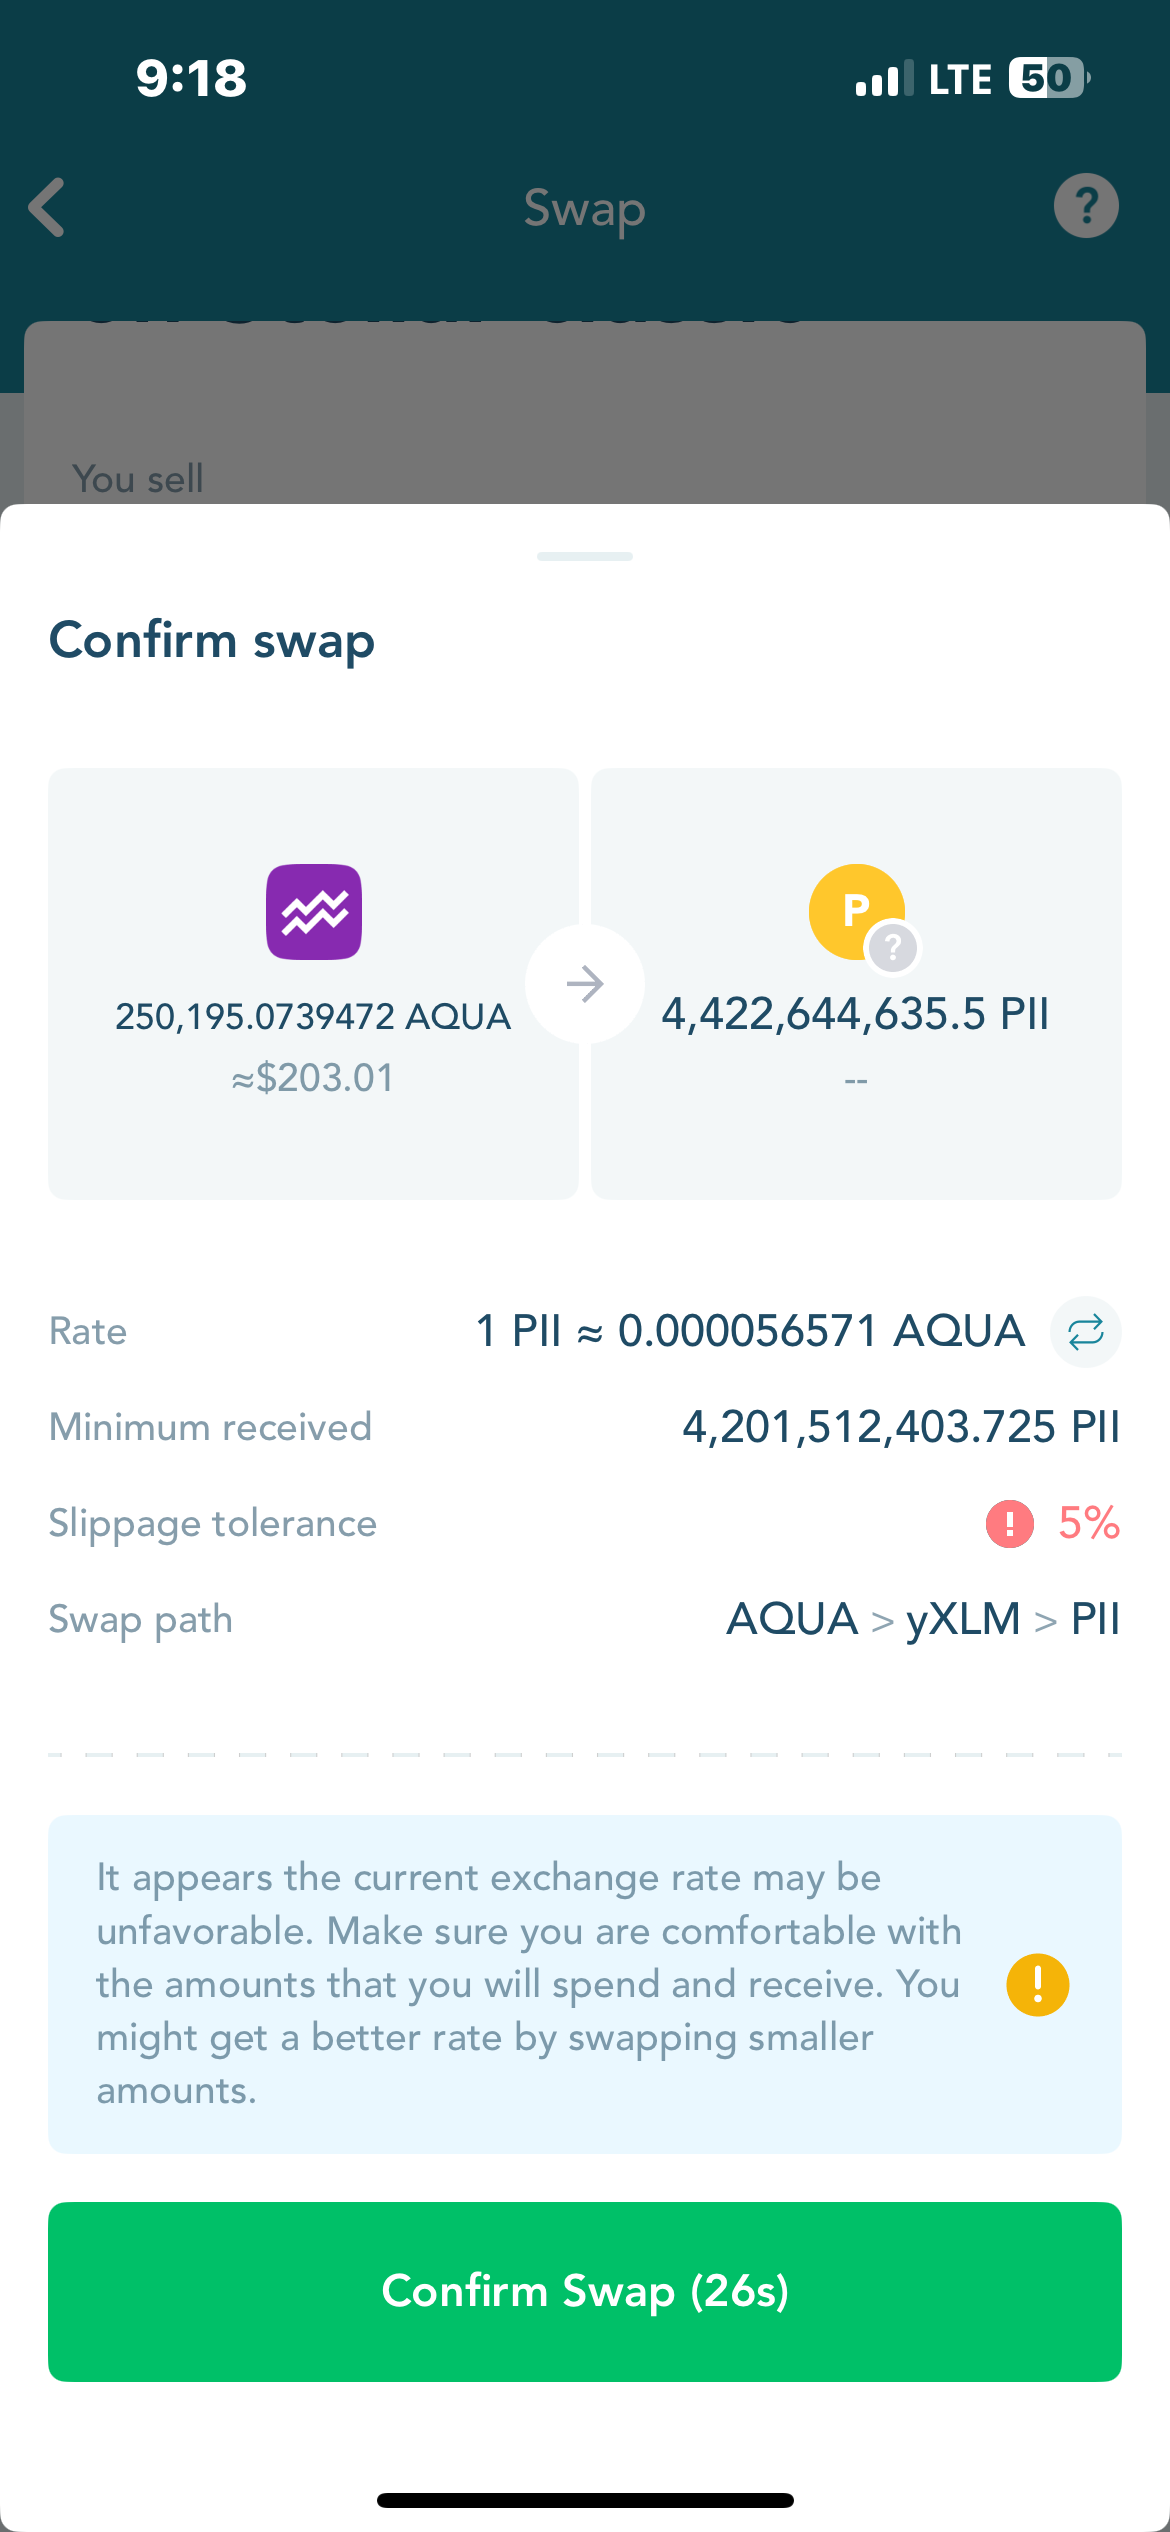 9:18
LTE 50
Swap
?
You sell
Confirm swap
P
?
250,195.0739472 AQUA
≈$203.01
4,422,644,635.5 PII
--
Rate
1 PII ≈ 0.000056571 AQUA
Minimum received
4,201,512,403.725 PII
Slippage tolerance
! 5%
Swap path
AQUA > yXLM > PII
It appears the current exchange rate may be
unfavorable. Make sure you are comfortable with
the amounts that you will spend and receive. You
might get a better rate by swapping smaller
amounts.
!
Confirm Swap (26s)